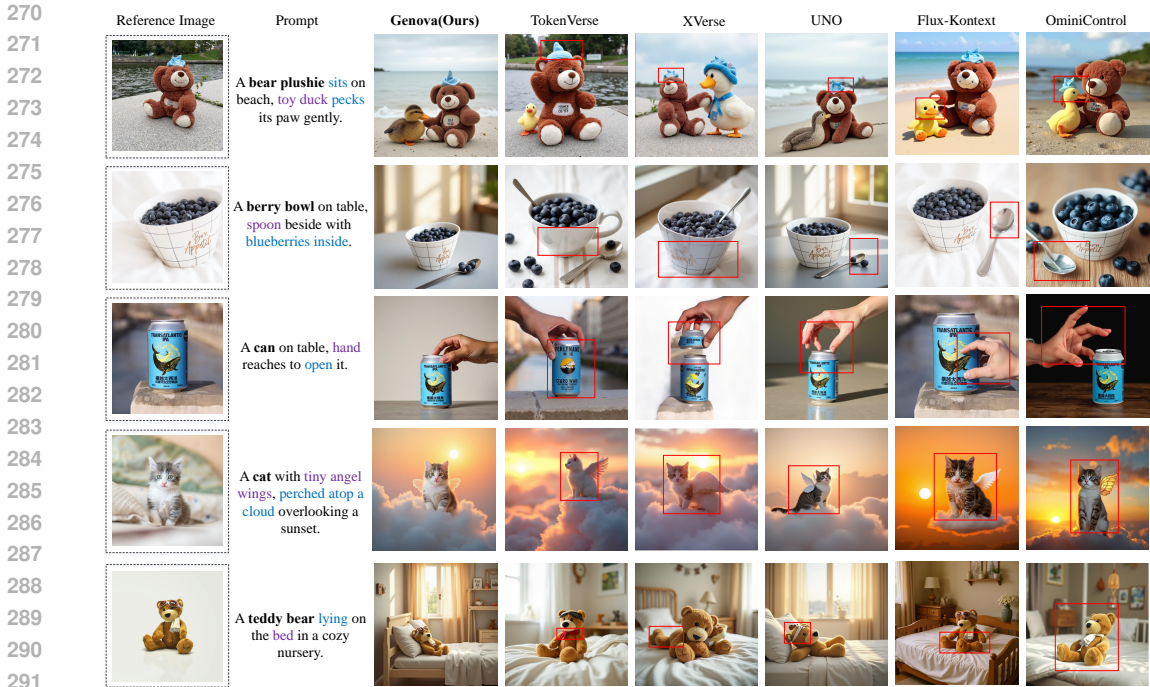 270
271
272
273
274
275
276
277
278
279
280
281
282
283
284
285
286
287
288
289
290
291
Reference Image Prompt Genova(Ours) TokenVerse XVerse UNO Flux-Kontext OminiControl
A bear plushie sits on
beach, toy duck pecks
its paw gently.
A berry bowl on table,
spoon beside with
blueberries inside.
Bon
Appetit
A can on table, hand
reaches to open it.
TRANSATLANTIC
IPA
A cat with tiny angel
wings, perched atop a
cloud overlooking a
sunset.
A teddy bear lying on
the bed in a cozy
nursery.